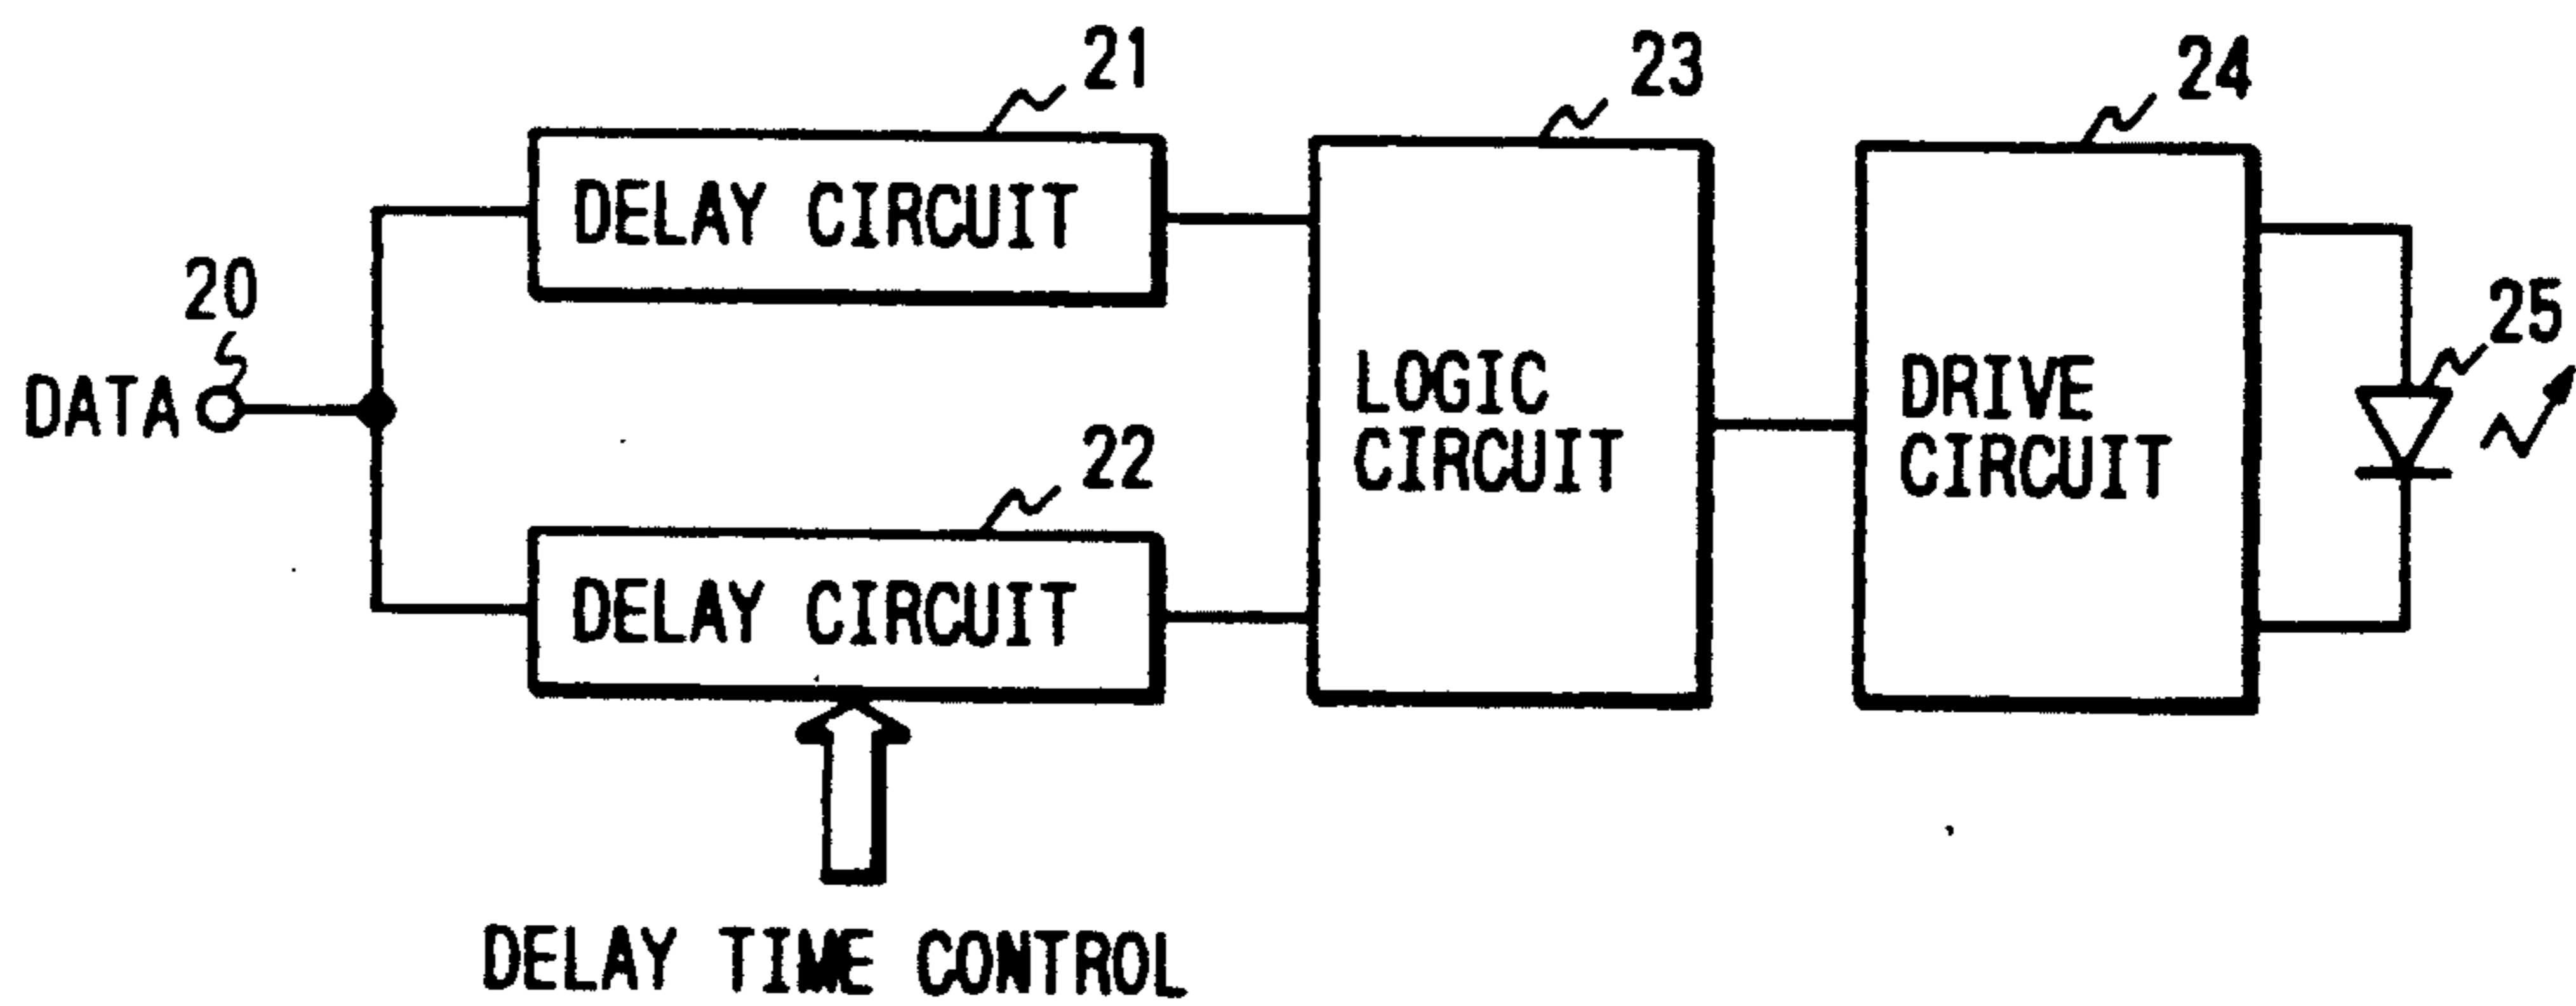 21
DELAY CIRCUIT
23
24
20
DATA
22
DELAY CIRCUIT
LOGIC
CIRCUIT
DRIVE
CIRCUIT
25
DELAY TIME CONTROL